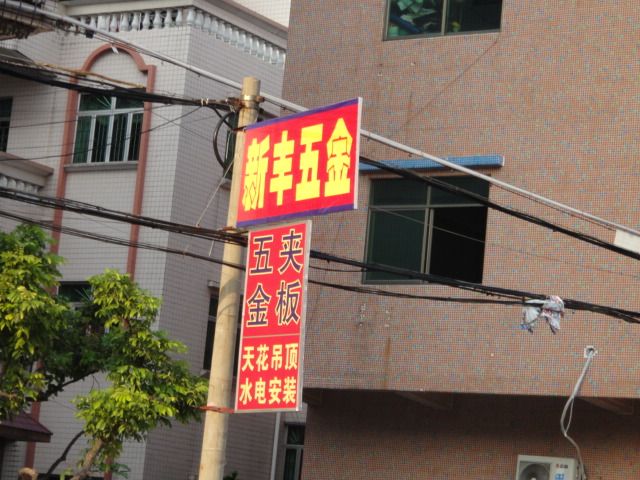 新丰五金
五金
夹板
天花吊顶
水电安装